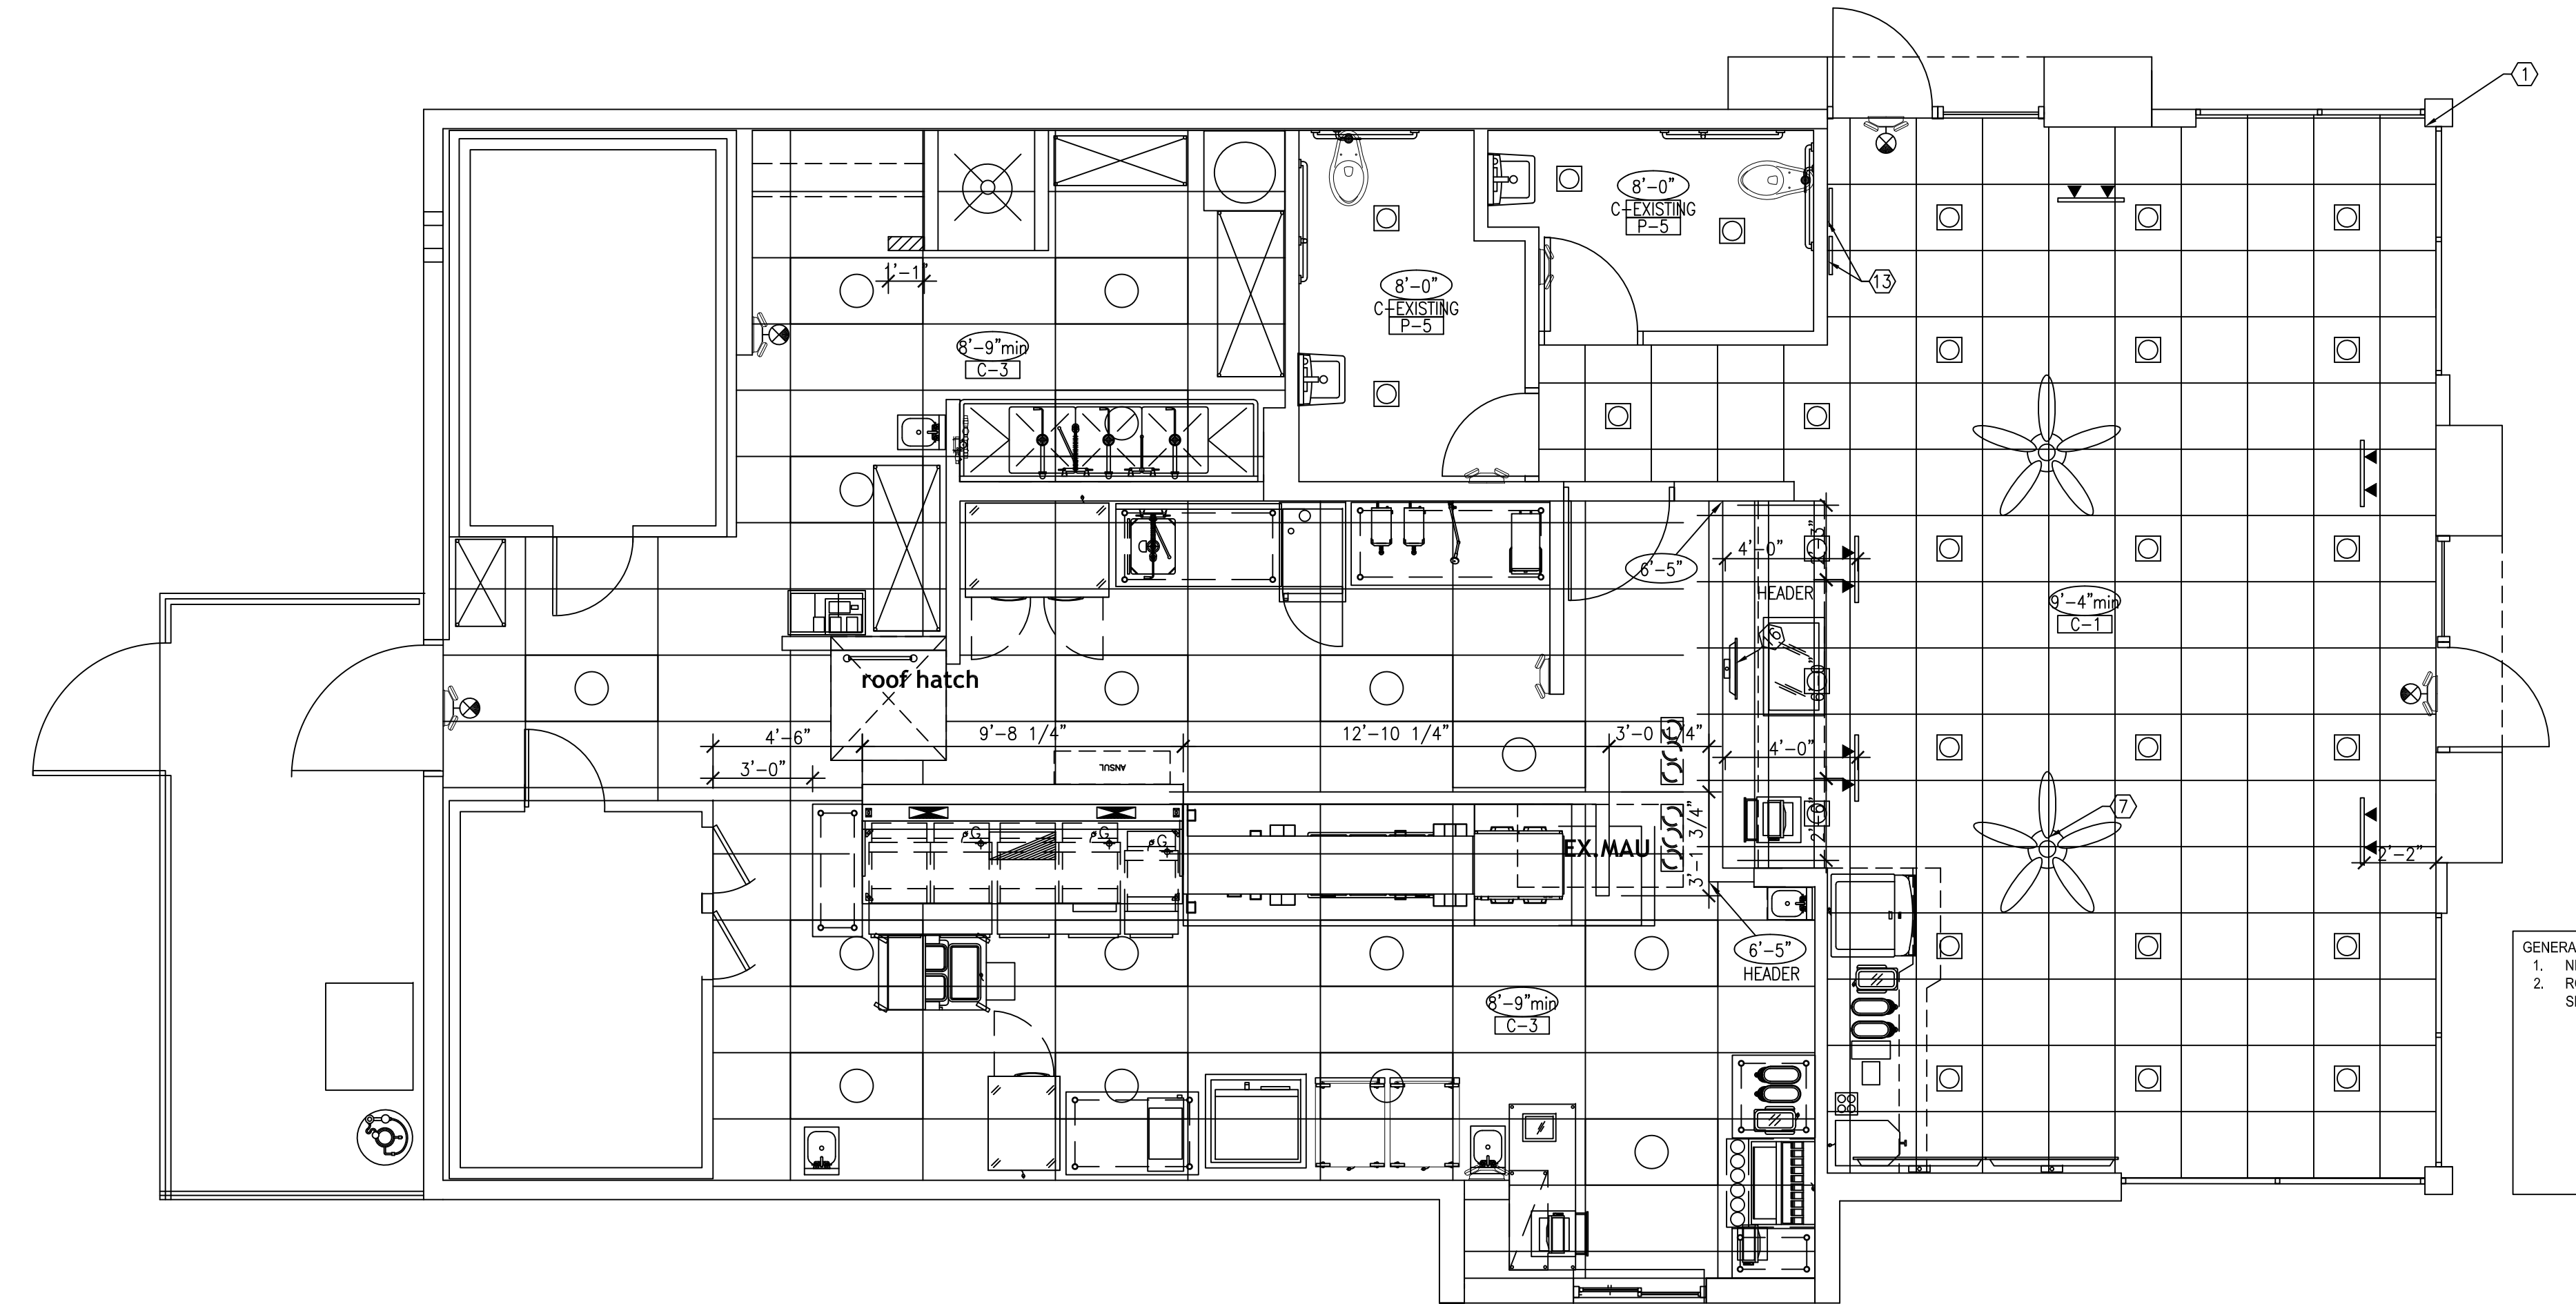 1
8'-0"
C-EXISTING
P-5
1'-1"
8'-0"
C-EXISTING
P-5
13
8'-9"min
C-3
4'-0"
6'-5"
HEADER
9'-4"min
C-1
6
roof hatch
4'-6"
9'-8 1/4"
12'-10 1/4"
3'-0 1/4"
4'-0"
3'-0"
ANSUL
7
G
G
G
EX.MAU
3'-1 3/4"
2'-6"
2'-2"
6'-5"
HEADER
8'-9"min
C-3
GENERA
1. 
2.